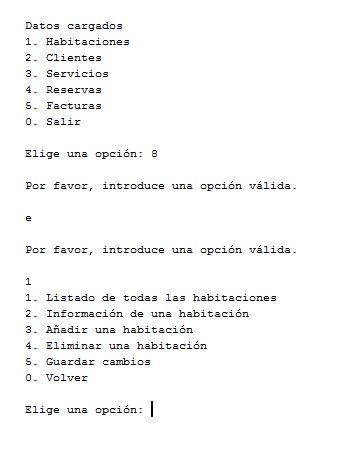 Datos cargados
1. Habitaciones
2. Clientes
3. Servicios
4. Reservas
5. Facturas
0. Salir
Elige una opción: 8
Por favor, introduce una opción válida.
e
Por favor, introduce una opción válida.
1
1. Listado de todas las habitaciones
2. Información de una habitación
3. Añadir una habitación
4. Eliminar una habitación
5. Guardar cambios
0. Volver
Elige una opción: